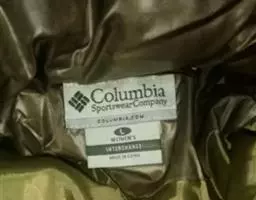 Columbia
Sportswear Company
COLUMBIA.COM
L
WOMEN'S
INTERCHANGE
MADE IN CHINA